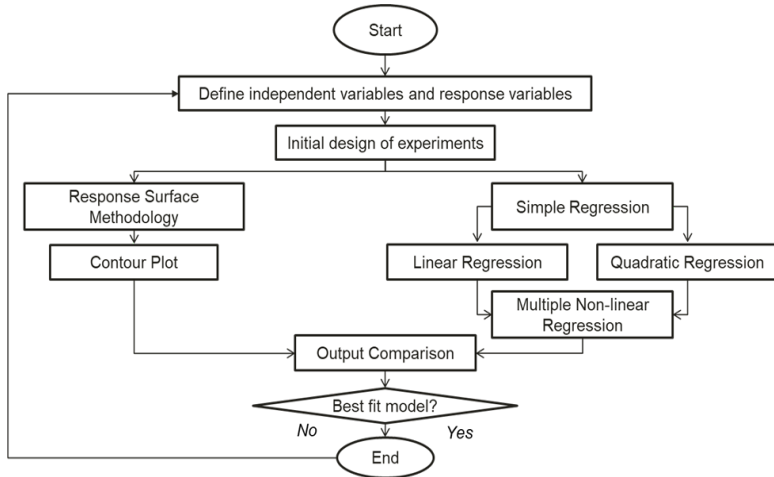 Start
Define independent variables and response variables
Initial design of experiments
Response Surface
Methodology
Simple Regression
Contour Plot
Linear Regression
Quadratic Regression
Multiple Non-linear
Regression
Output Comparison
Best fit model?
No
Yes
End